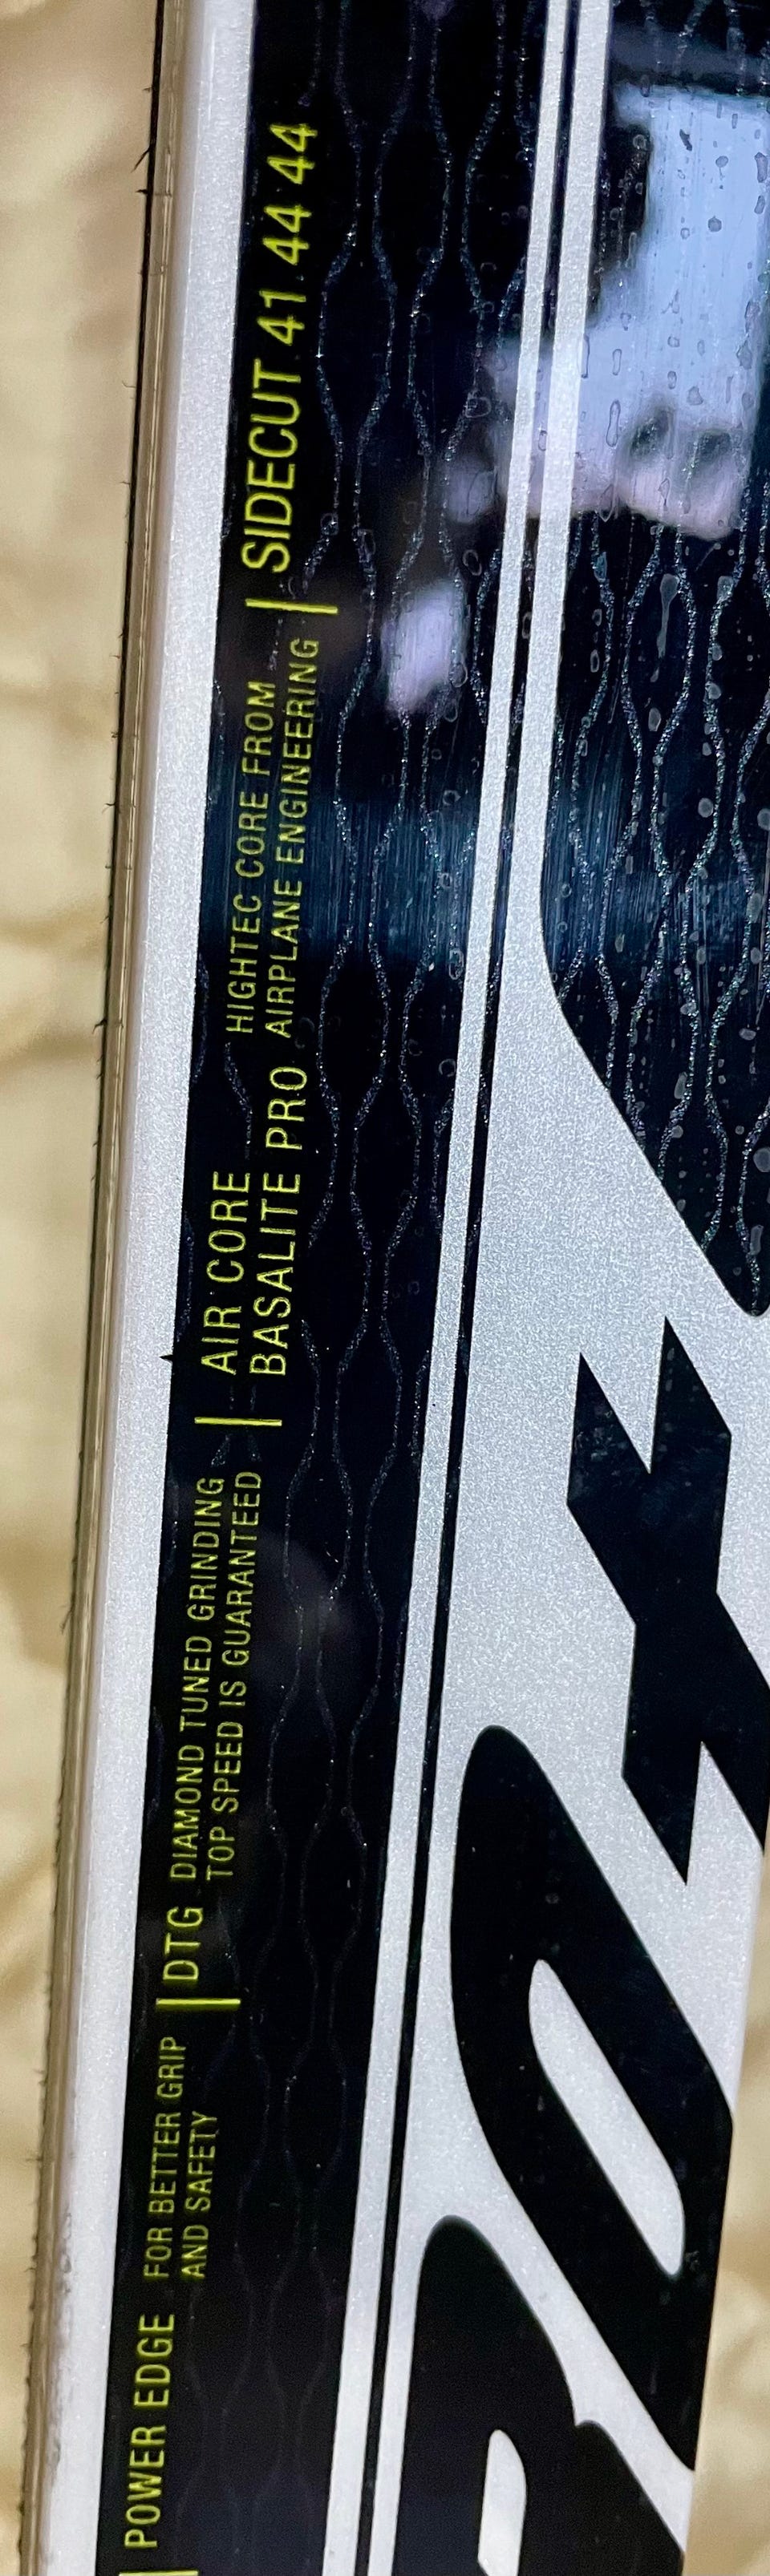 POWER EDGE
FOR BETTER GRIP
AND SAFETY
DTG
DIAMOND TUNED GRINDING
TOP SPEED IS GUARANTEED
AIR CORE
BASALITE PRO
HIGHTEC CORE FROM
AIRPLANE ENGINEERING
SIDECUT 41 44 44